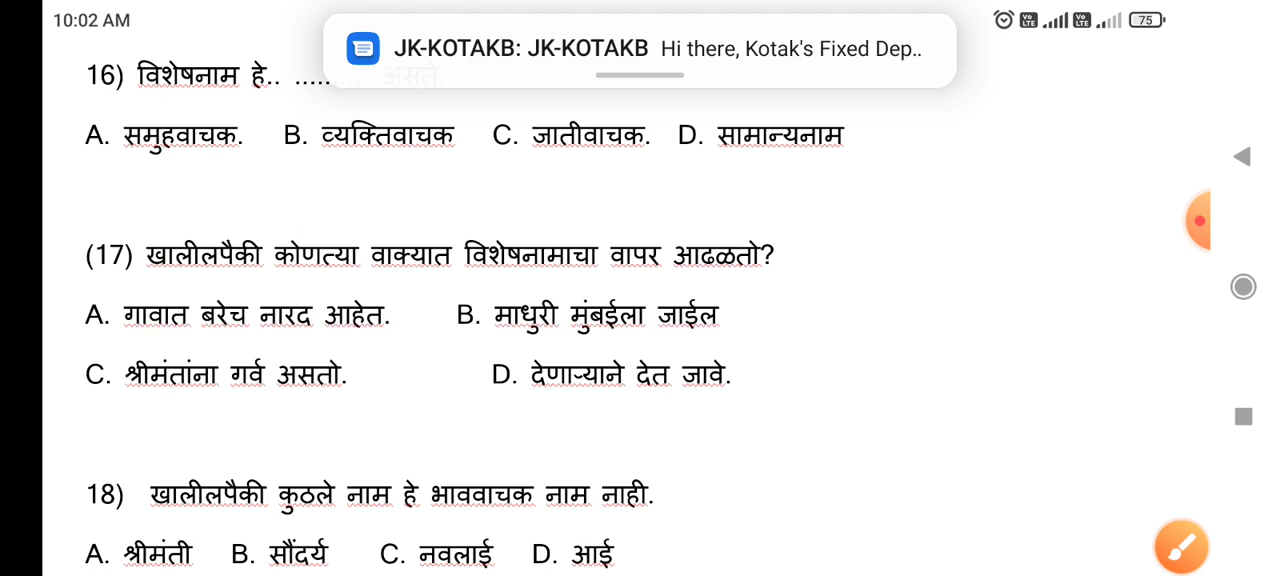 10:02 AM
JK-KOTAKB: JK-KOTAKB Hi there, Kotak's Fixed Dep..
75
16) विशेषनाम हे.. .......... असते.
A. समुहवाचक. B. व्यक्तिवाचक C. जातीवाचक. D. सामान्यनाम
(17) खालीलपैकी कोणत्या वाक्यात विशेषनामाचा वापर आढळतो?
A. गावात बरेच नारद आहेत. B. माधुरी मुंबईला जाईल
C. श्रीमंतांना गर्व असतो. D. देणाऱ्याने देत जावे.
18) खालीलपैकी कुठले नाम हे भाववाचक नाम नाही.
A. श्रीमंती B. सौंदर्य C. नवलाई D. आई